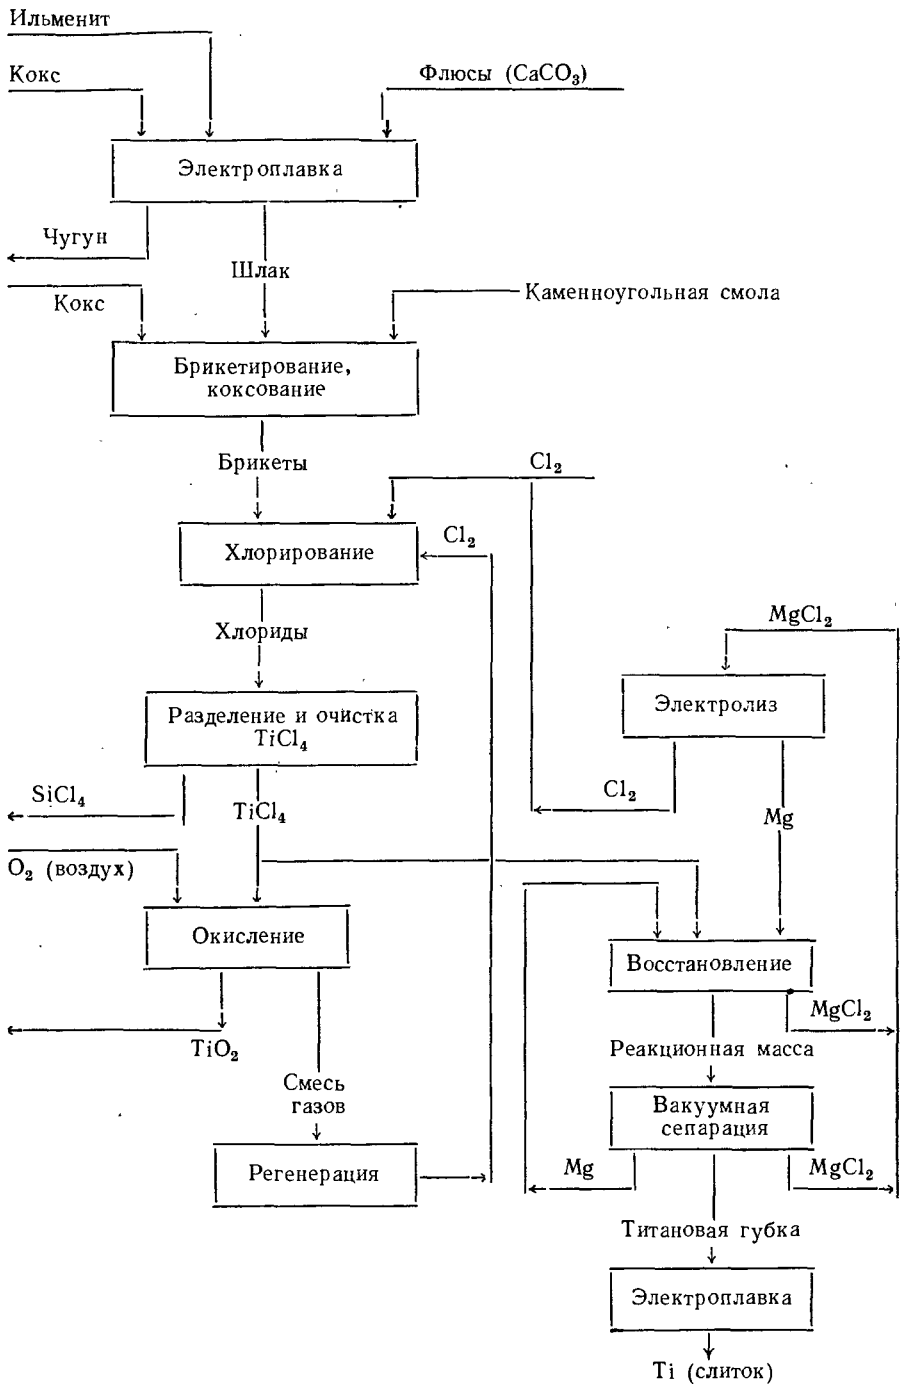 Ильменит
Кокс
Флюсы (CaCO₃)
Электроплавка
Чугун
Шлак
Кокс
Каменноугольная смола
Брикетирование,
коксование
Брикеты
Cl₂
Cl₂
Хлорирование
Хлориды
MgCl₂
Разделение и очистка
TiCl₄
Электролиз
SiCl₄
TiCl₄
Cl₂
Mg
O₂ (воздух)
Окисление
Восстановление
MgCl₂
TiO₂
Реакционная масса
Смесь
газов
Вакуумная
сепарация
Регенерация
Mg
MgCl₂
Титановая губка
Электроплавка
Ti (слиток)